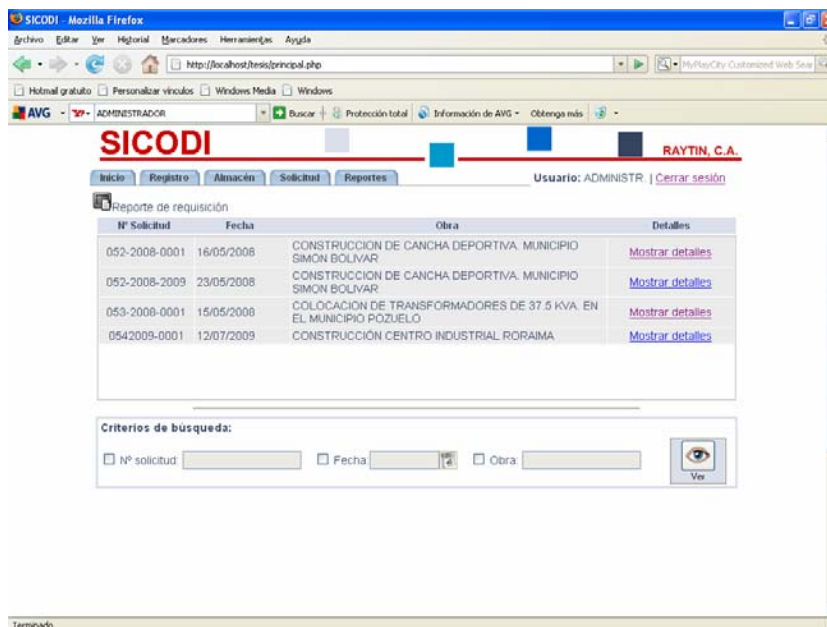 SICODI - Mozilla Firefox
Archivo Editar Ver Historial Marcadores Herramientas Ayuda
http://localhost/tesis/principal.php
MyPlayCity Customized Web Sear
Hotmail gratuito Personalizar vínculos Windows Media Windows
AVG ADMINISTRADOR Buscar Protección total Información de AVG Obtenga más
SICODI
RAYTIN, C.A.
Inicio Registro Almacén Solicitud Reportes Usuario: ADMINISTR. | Cerrar sesión
Reporte de requisición
Nº Solicitud Fecha Obra Detalles
052-2008-0001 16/05/2008 CONSTRUCCION DE CANCHA DEPORTIVA. MUNICIPIO SIMON BOLIVAR Mostrar detalles
052-2008-2009 23/05/2008 CONSTRUCCION DE CANCHA DEPORTIVA. MUNICIPIO SIMON BOLIVAR Mostrar detalles
053-2008-0001 15/05/2008 COLOCACION DE TRANSFORMADORES DE 37.5 KVA. EN EL MUNICIPIO POZUELO Mostrar detalles
0542009-0001 12/07/2009 CONSTRUCCIÓN CENTRO INDUSTRIAL RORAIMA Mostrar detalles
Criterios de búsqueda:
Nº solicitud: Fecha: Obra:
Ver
Terminado